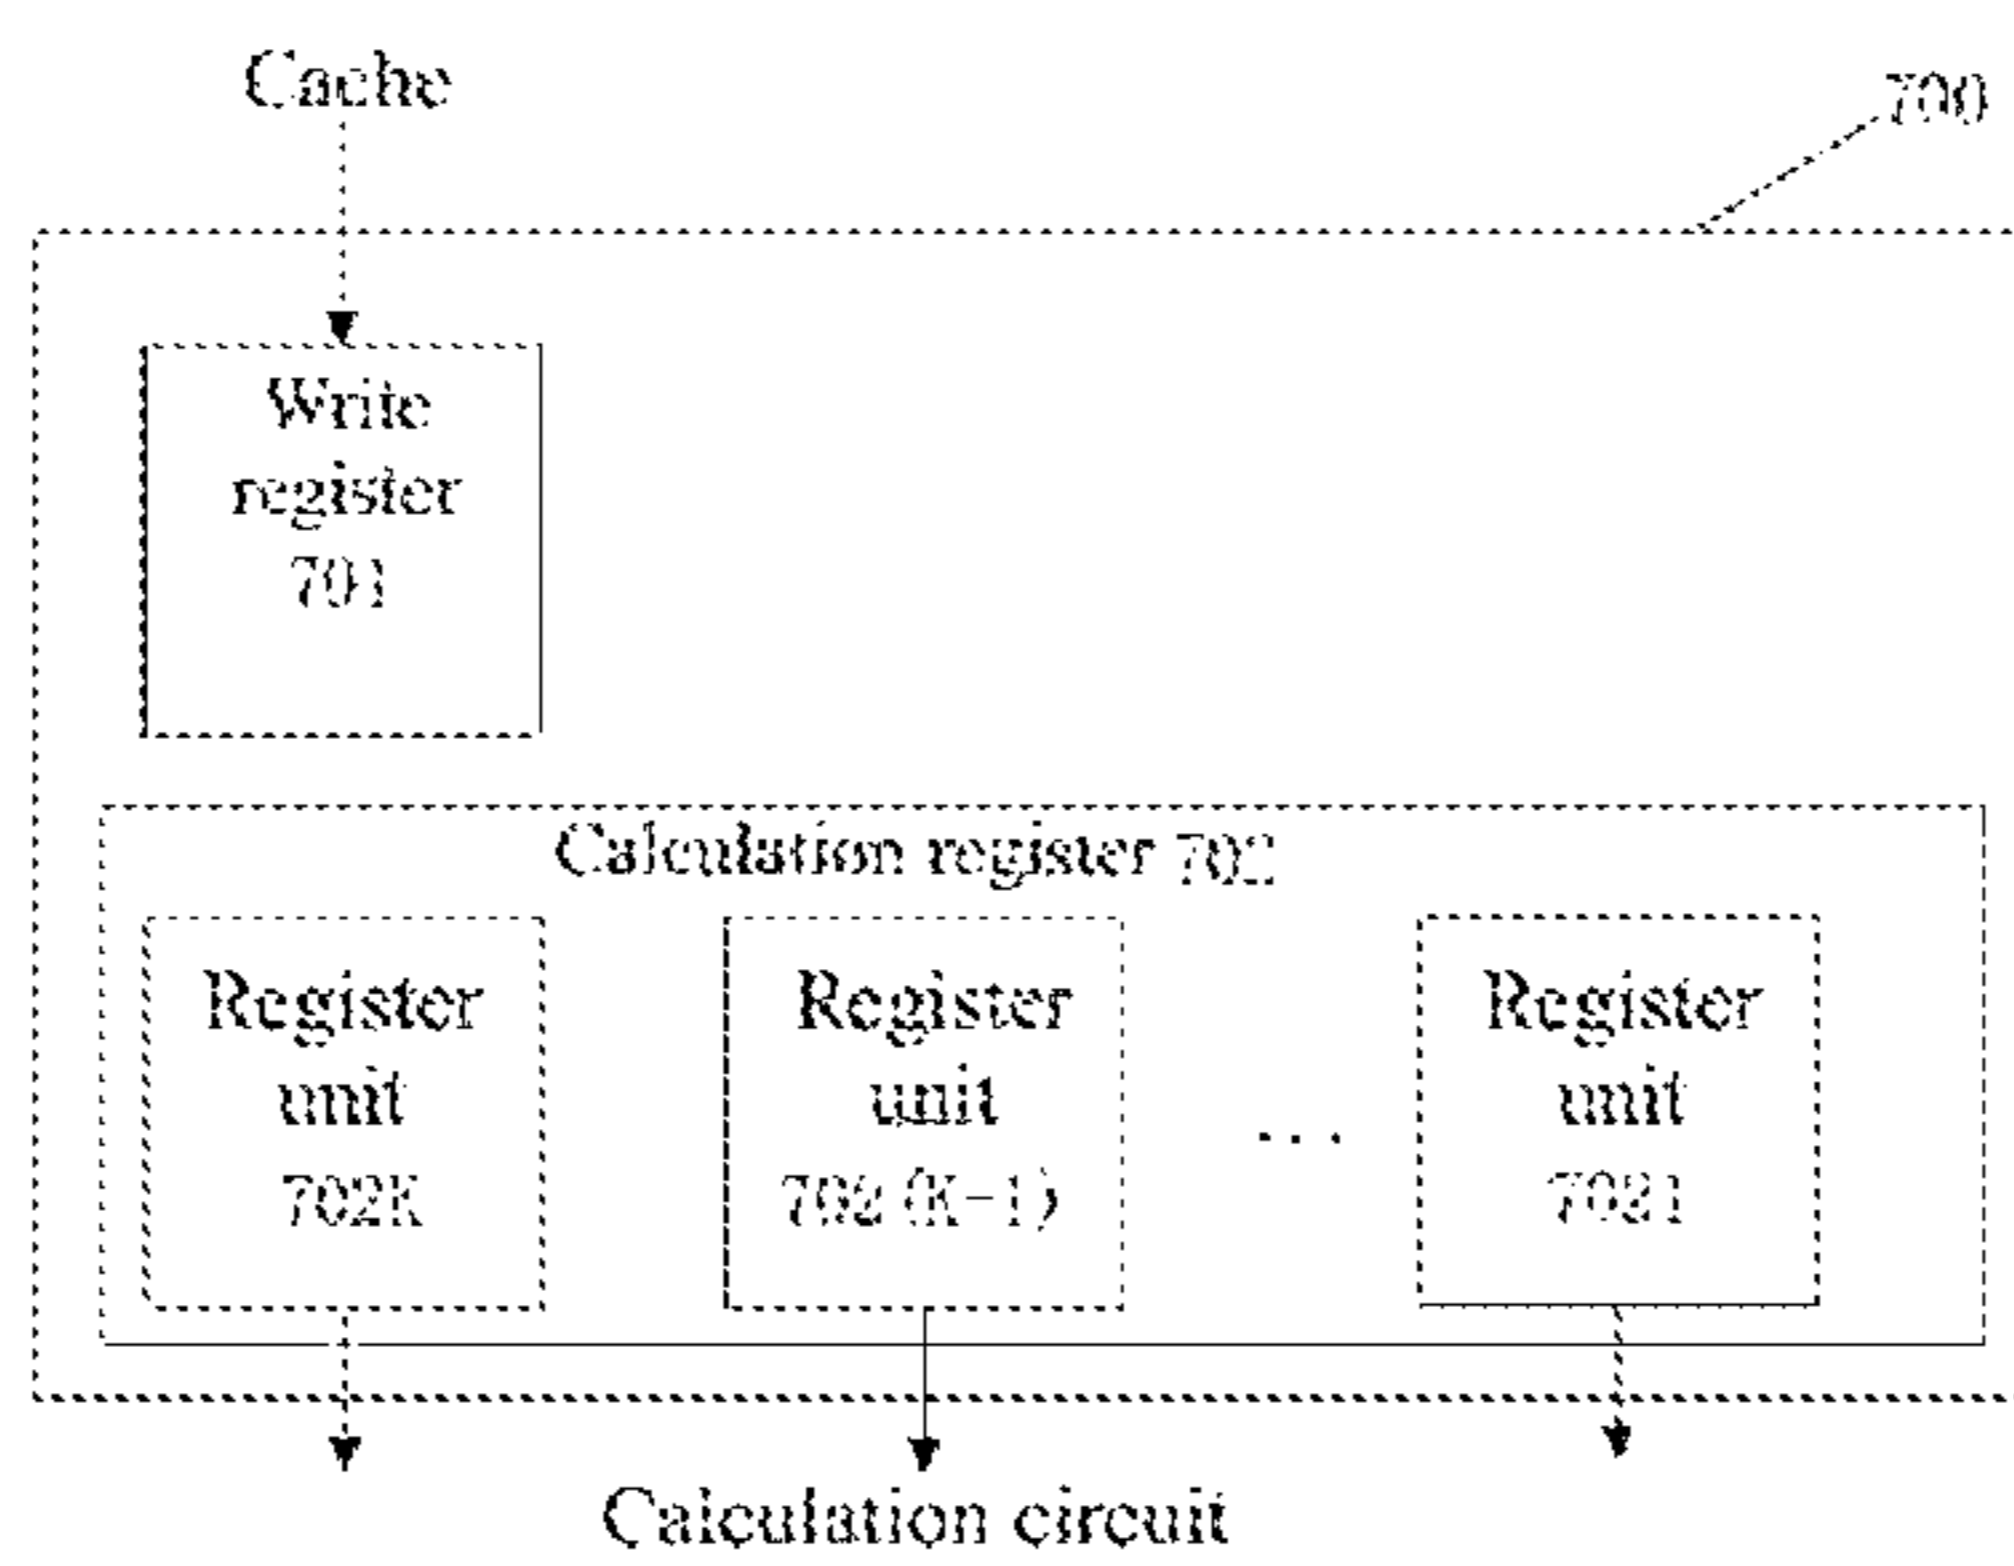 Cache
700
Write
register
701
Calculation register 702
Register
unit
702K
Register
unit
702 (K-1)
...
Register
unit
7021
Calculation circuit